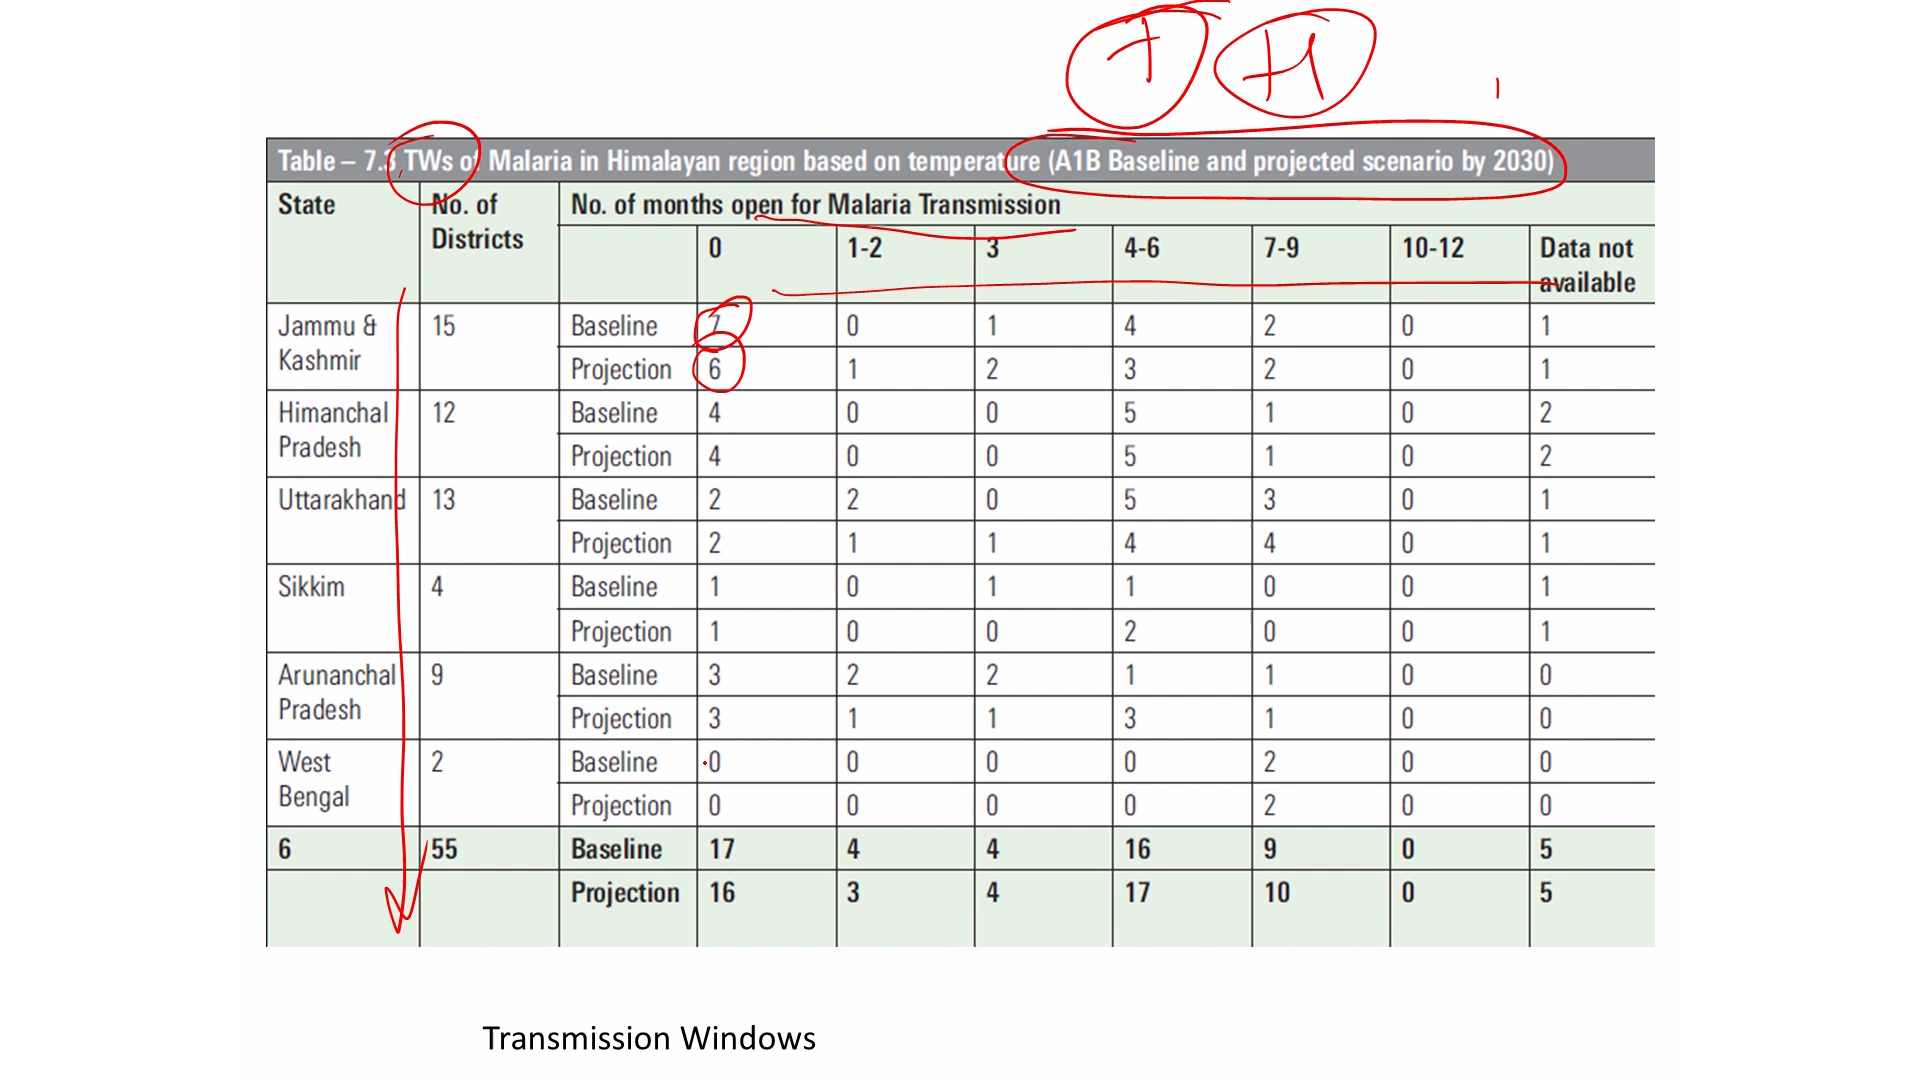 T H
Table – 7.3 TWs of Malaria in Himalayan region based on temperature (A1B Baseline and projected scenario by 2030)
State No. of Districts No. of months open for Malaria Transmission
0 1-2 3 4-6 7-9 10-12 Data not available
Jammu & Kashmir 15 Baseline 7 0 1 4 2 0 1
Projection 6 1 2 3 2 0 1
Himanchal Pradesh 12 Baseline 4 0 0 5 1 0 2
Projection 4 0 0 5 1 0 2
Uttarakhand 13 Baseline 2 2 0 5 3 0 1
Projection 2 1 1 4 4 0 1
Sikkim 4 Baseline 1 0 1 1 0 0 1
Projection 1 0 0 2 0 0 1
Arunanchal Pradesh 9 Baseline 3 2 2 1 1 0 0
Projection 3 1 1 3 1 0 0
West Bengal 2 Baseline 0 0 0 0 2 0 0
Projection 0 0 0 0 2 0 0
6 55 Baseline 17 4 4 16 9 0 5
Projection 16 3 4 17 10 0 5
Transmission Windows